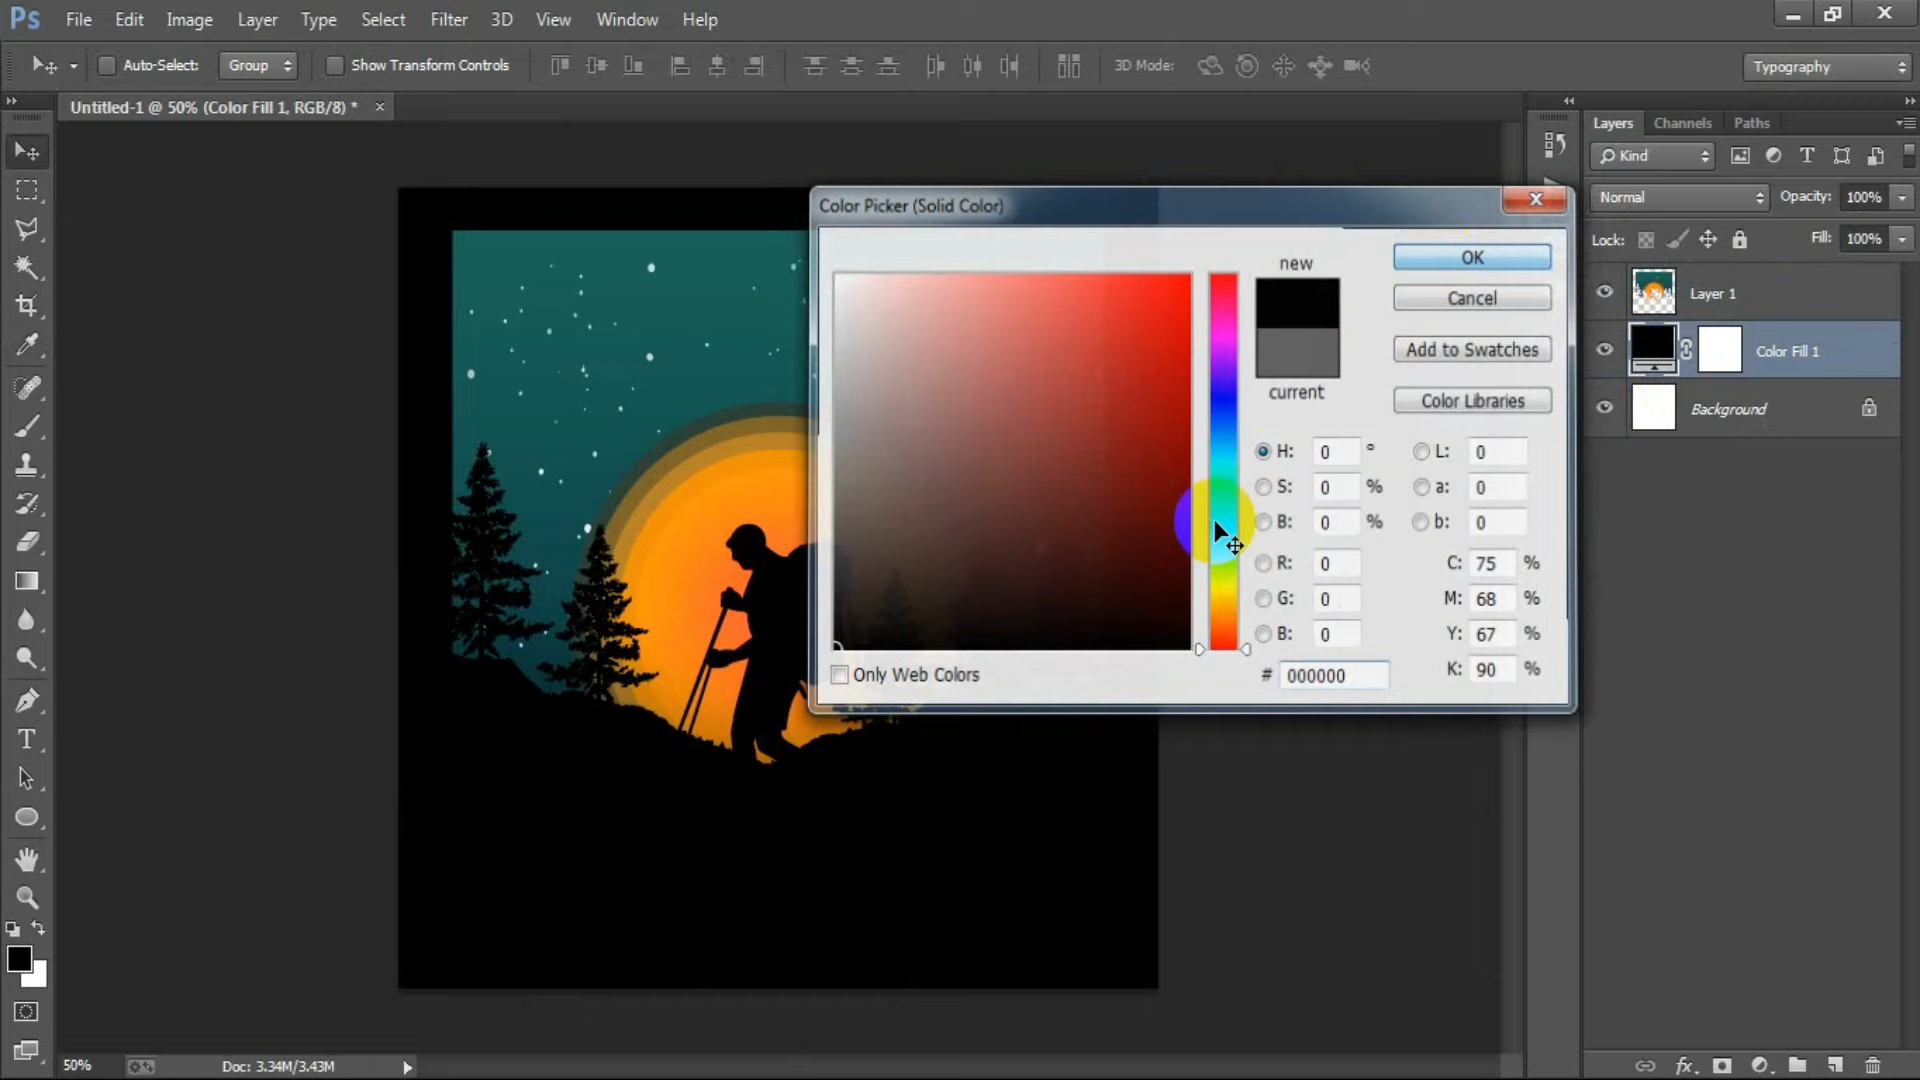 Ps File Edit Image Layer Type Select Filter 3D View Window Help
Auto-Select: Group Show Transform Controls 3D Mode: Typography
Untitled-1 @ 50% (Color Fill 1, RGB/8) * ×
Layers Channels Paths
Kind
Normal Opacity: 100%
Lock: Fill: 100%
Layer 1
Color Fill 1
Background
Color Picker (Solid Color)
new
current
OK
Cancel
Add to Swatches
Color Libraries
H: 0 ° L: 0
S: 0 % a: 0
B: 0 % b: 0
R: 0 C: 75 %
G: 0 M: 68 %
B: 0 Y: 67 %
# 000000 K: 90 %
Only Web Colors
T
50% Doc: 3.34M/3.43M
fx